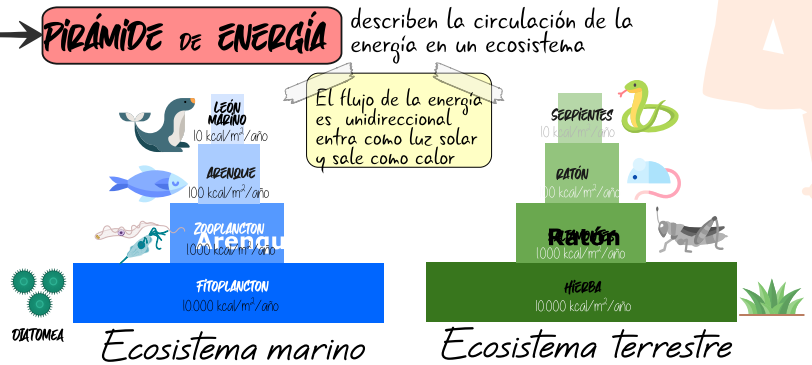 PIRÁMIDE DE ENERGÍA
describen la circulación de la
energía en un ecosistema
El flujo de la energía
es unidireccional
entra como luz solar
y sale como calor
LEÓN
MARINO
10 kcal/m²/año
ARENQUE
100 kcal/m²/año
ZOOPLANCTON
Arenqu
1000 kcal/m²/año
FITOPLANCTON
10.000 kcal/m²/año
DIATOMEA
Ecosistema marino
SERPIENTES
10 kcal/m²/año
RATÓN
100 kcal/m²/año
Ratón
1000 kcal/m²/año
HIERBA
10.000 kcal/m²/año
Ecosistema terrestre